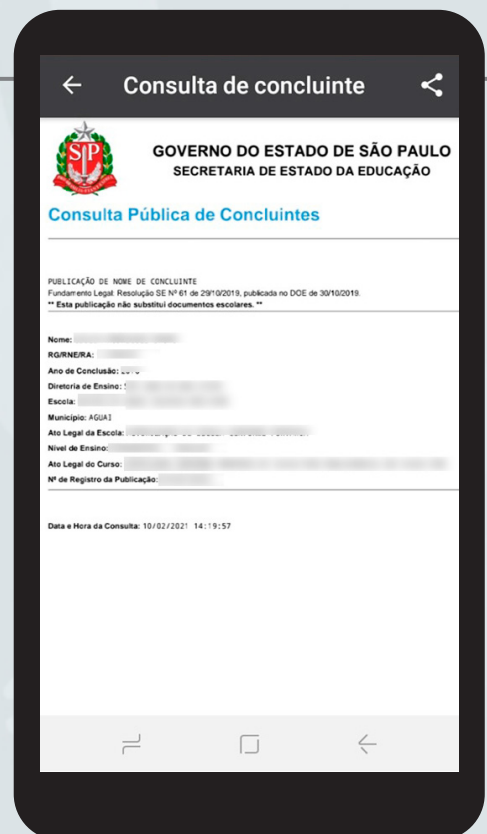 Consulta de concluinte
SP
GOVERNO DO ESTADO DE SÃO PAULO
SECRETARIA DE ESTADO DA EDUCAÇÃO
Consulta Pública de Concluintes
PUBLICAÇÃO DE NOME DE CONCLUINTE
Fundamento Legal: Resolução SE Nº 61 de 29/10/2019, publicada no DOE de 30/10/2019.
** Esta publicação não substitui documentos escolares. **
Nome:
RG/RNE/RA:
Ano de Conclusão:
Diretoria de Ensino:
Escola:
Município: AGUAI
Ato Legal da Escola:
Nível de Ensino:
Ato Legal do Curso:
Nº de Registro da Publicação:
Data e Hora da Consulta: 10/02/2021 14:19:57